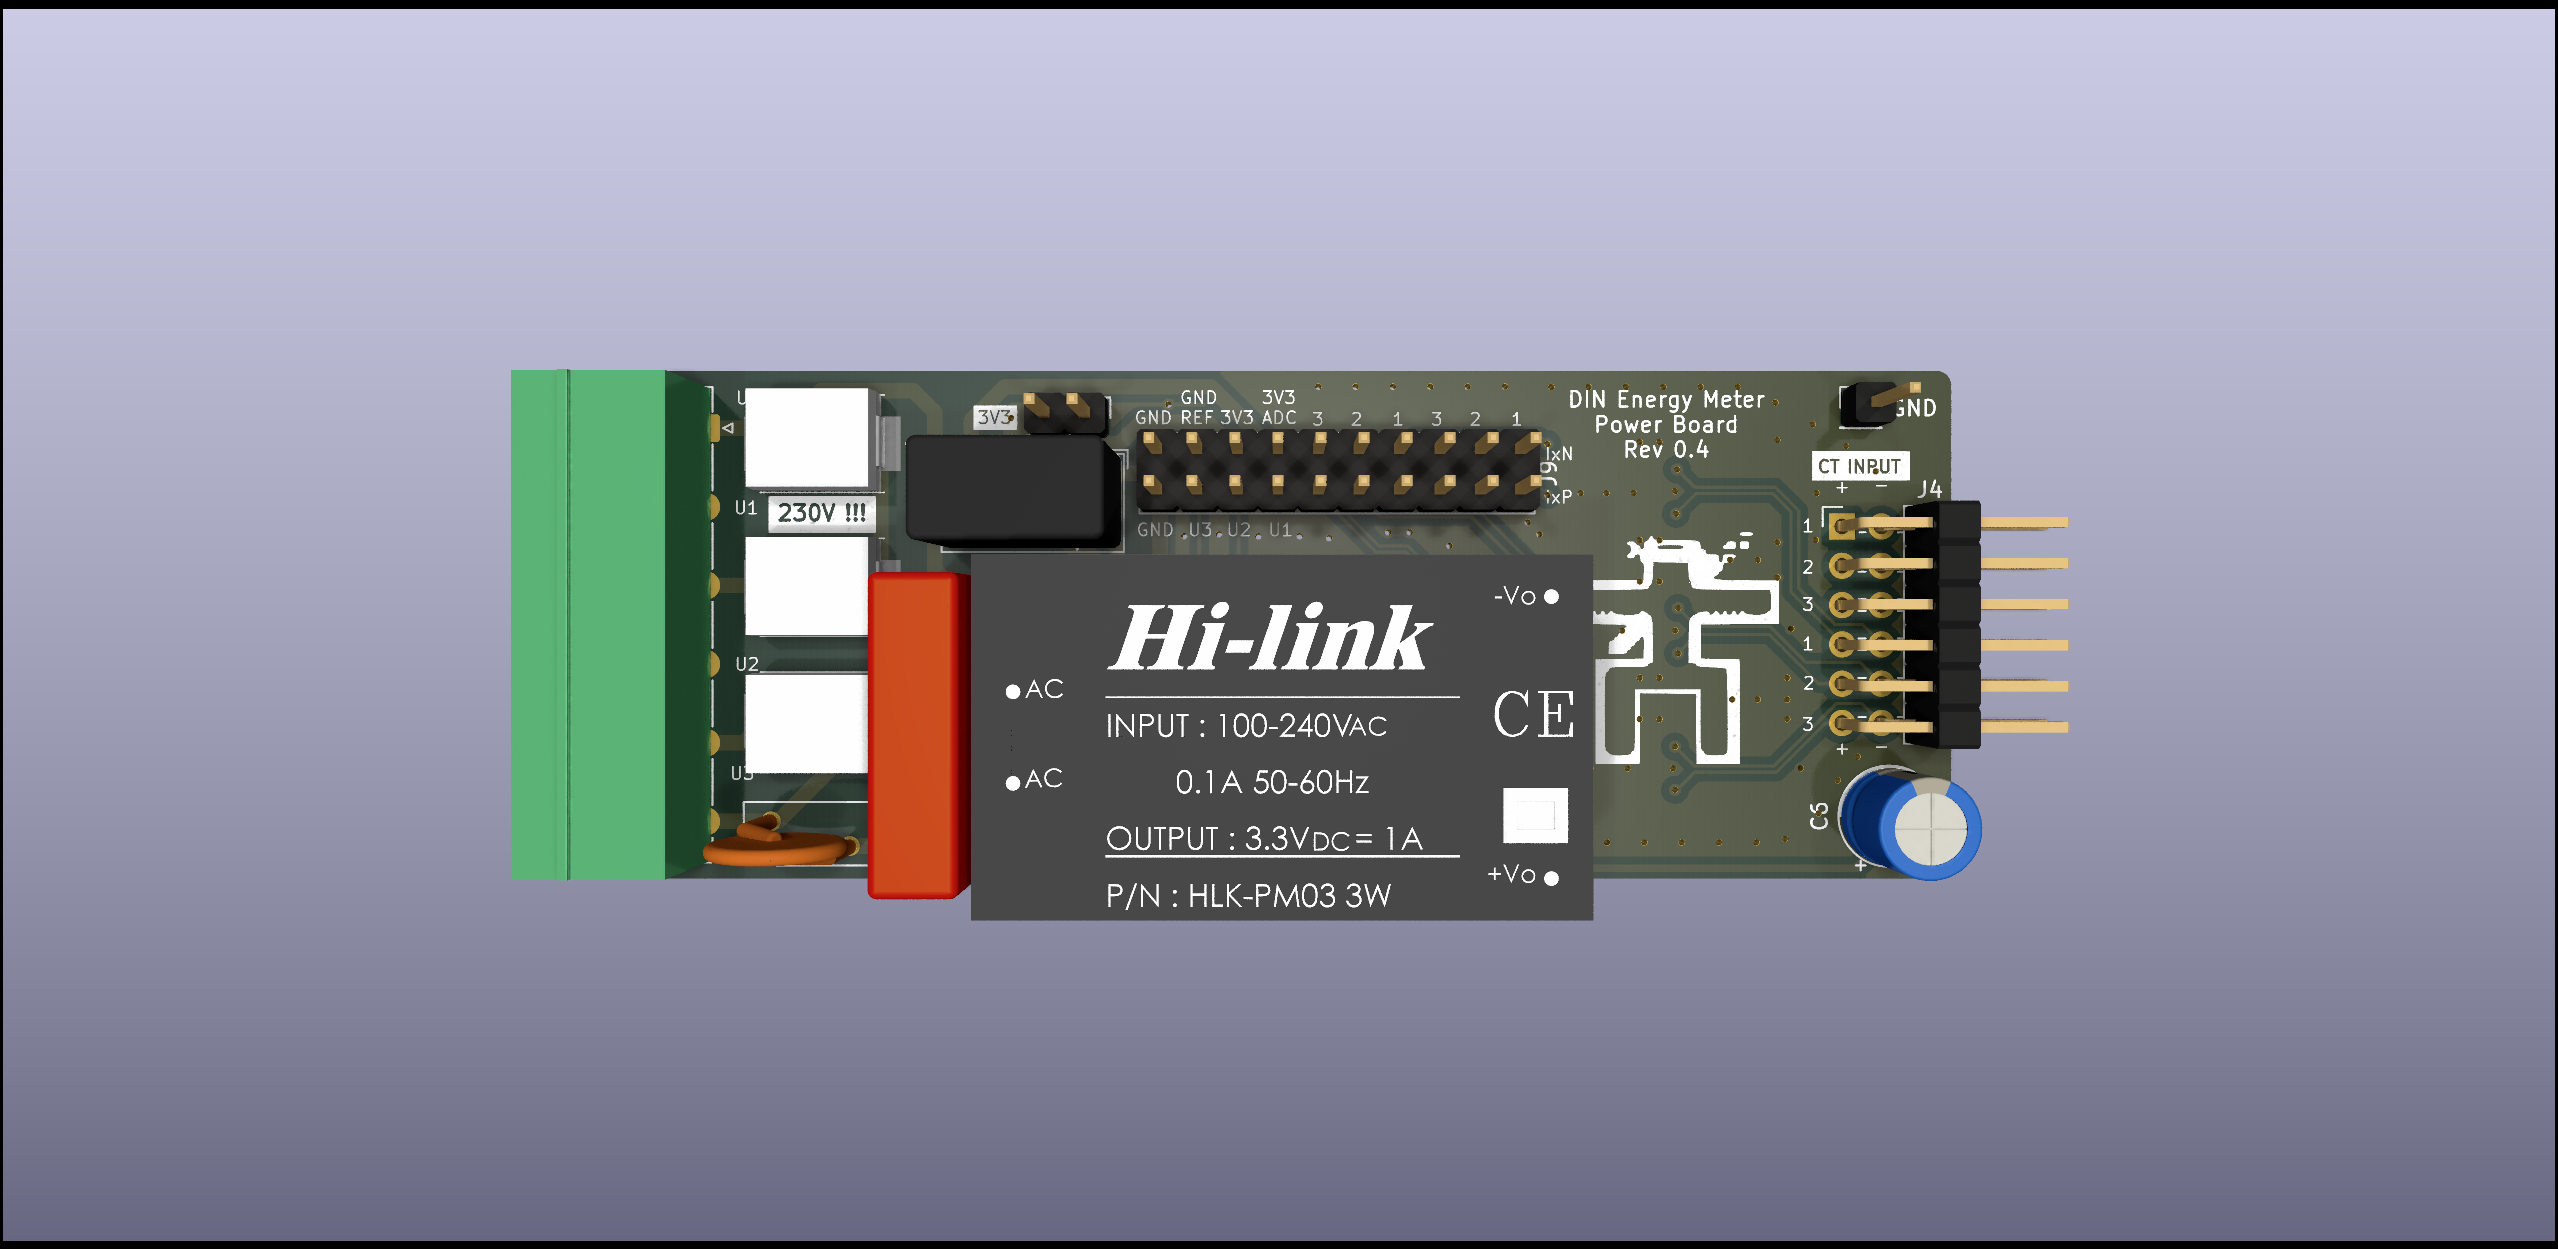 U
3V3
GND 3V3
GND REF 3V3 ADC 3 2 1 3 2 1
ixN
J9
ixP
GND U3 U2 U1
DIN Energy Meter
Power Board
Rev 0.4
GND
CT INPUT
+ −
J4
1
2
3
1
2
3
+ −
U1
230V !!!
U2
U3
Hi-link
-Vo
AC
INPUT : 100-240VAC
CE
AC
0.1A 50-60Hz
OUTPUT : 3.3VDC= 1A
+Vo
P/N : HLK-PM03 3W
+